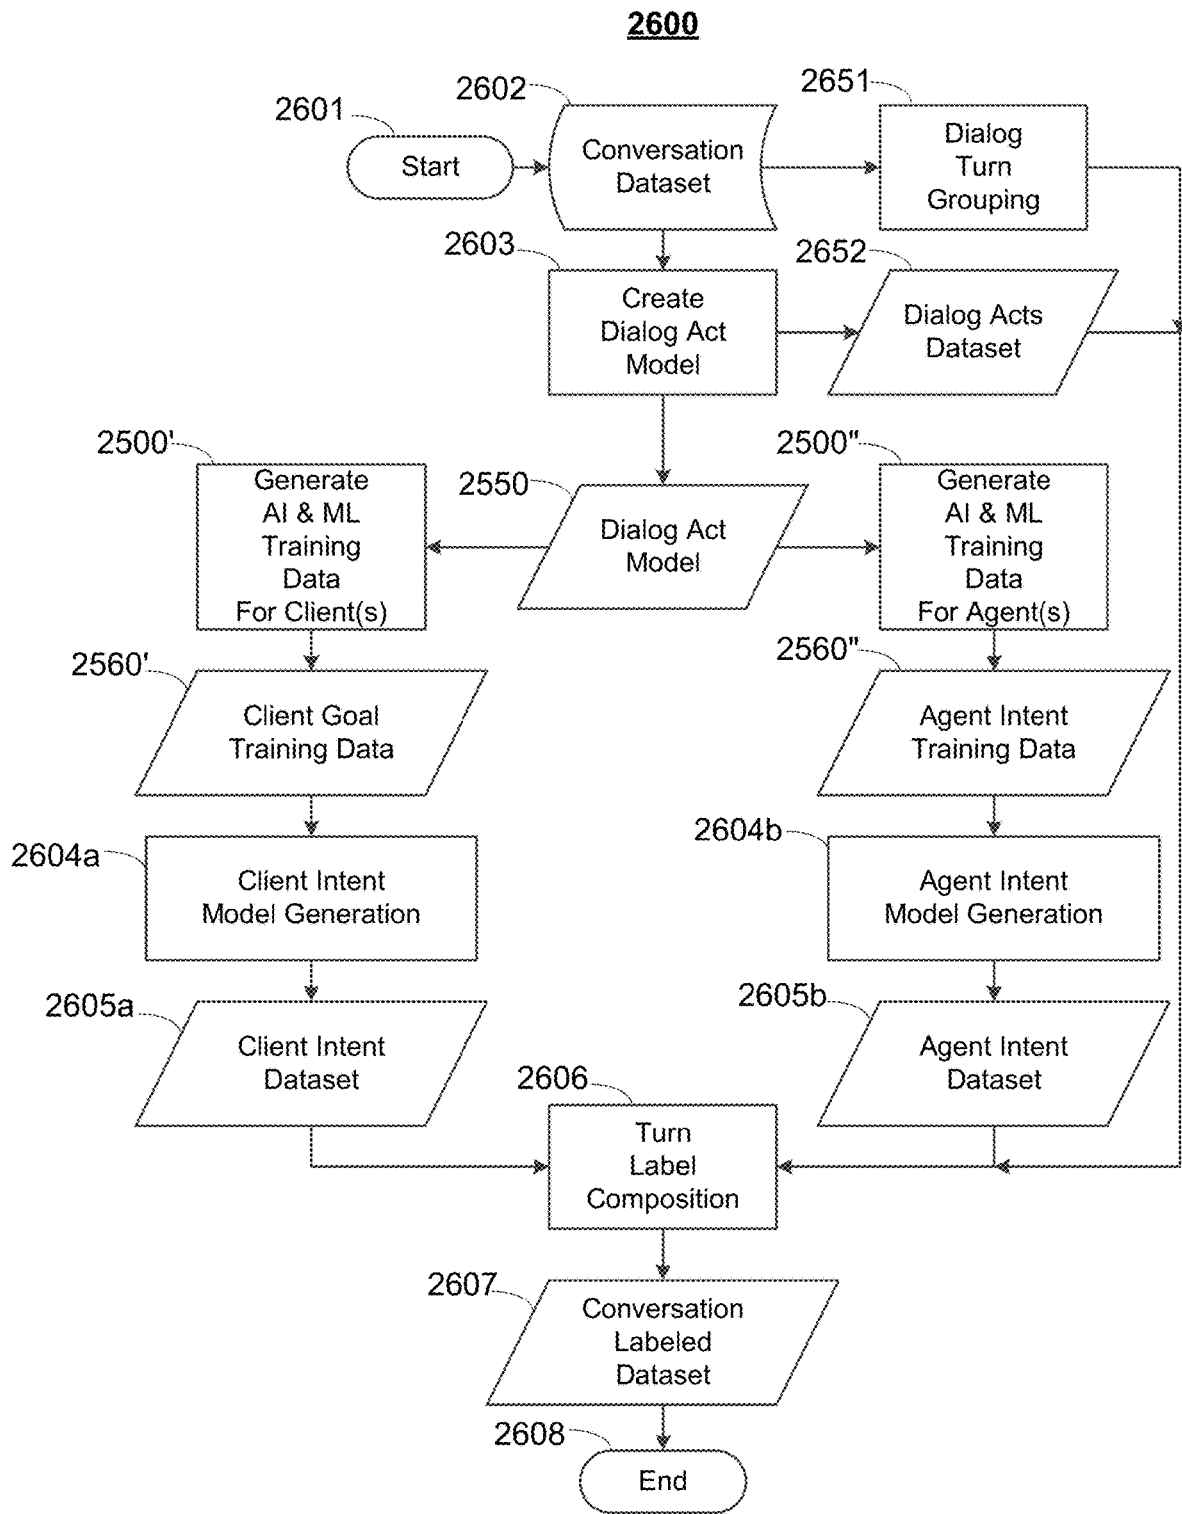 2600
2601
Start
2602
Conversation
Dataset
2651
Dialog
Turn
Grouping
2603
Create
Dialog Act
Model
2652
Dialog Acts
Dataset
2500'
Generate
AI & ML
Training
Data
For Client(s)
2550
Dialog Act
Model
2500"
Generate
AI & ML
Training
Data
For Agent(s)
2560'
Client Goal
Training Data
2560"
Agent Intent
Training Data
2604a
Client Intent
Model Generation
2604b
Agent Intent
Model Generation
2605a
Client Intent
Dataset
2605b
Agent Intent
Dataset
2606
Turn
Label
Composition
2607
Conversation
Labeled
Dataset
2608
End